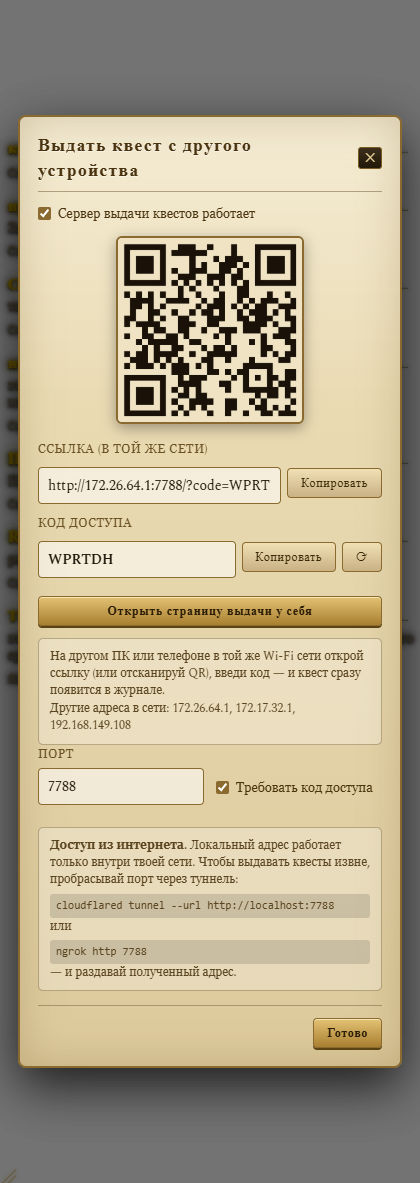 Выдать квест с другого
устройства
Сервер выдачи квестов работает
ССЫЛКА (В ТОЙ ЖЕ СЕТИ)
http://172.26.64.1:7788/?code=WPRT
Копировать
КОД ДОСТУПА
WPRTDH
Копировать
Открыть страницу выдачи у себя
На другом ПК или телефоне в той же Wi-Fi сети открой
ссылку (или отсканируй QR), введи код — и квест сразу
появится в журнале.
Другие адреса в сети: 172.26.64.1, 172.17.32.1,
192.168.149.108
ПОРТ
7788
Требовать код доступа
Доступ из интернета. Локальный адрес работает
только внутри твоей сети. Чтобы выдавать квесты извне,
пробрасывай порт через туннель:
cloudflared tunnel --url http://localhost:7788
или
ngrok http 7788
— и раздавай полученный адрес.
Готово